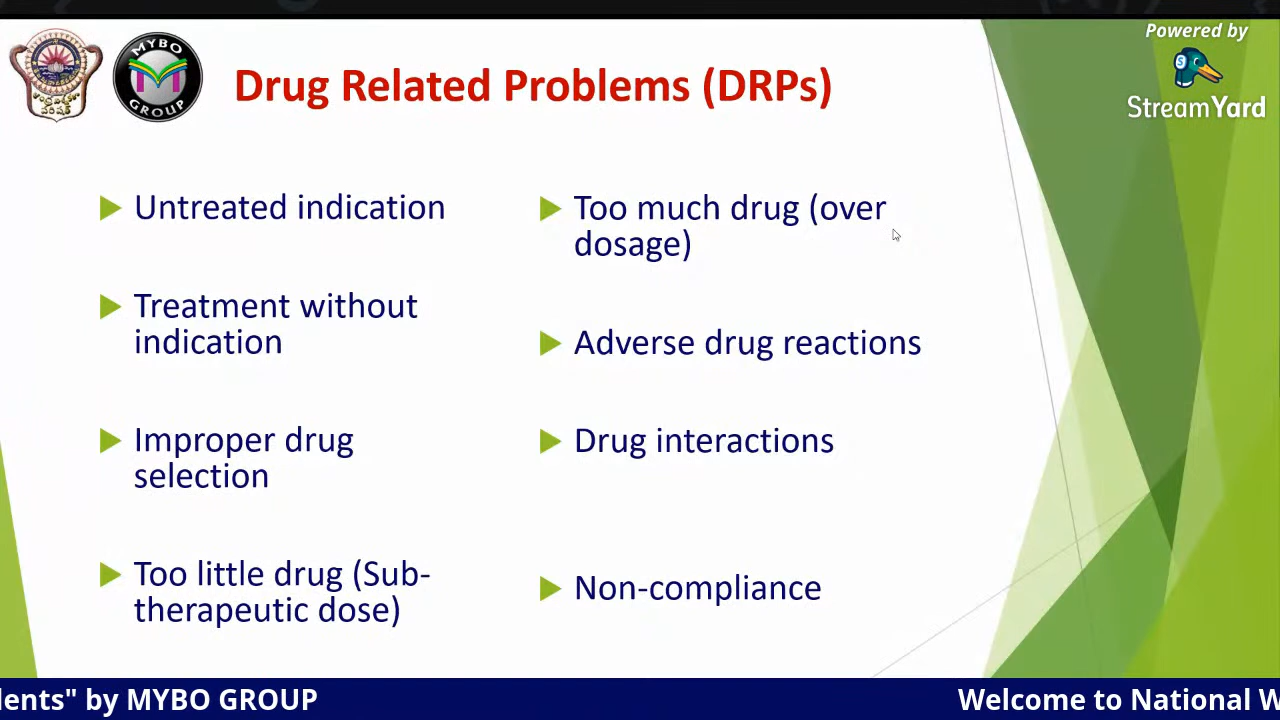 Powered by
StreamYard
MYBO
GROUP
Drug Related Problems (DRPs)
Untreated indication
Treatment without
indication
Improper drug
selection
Too little drug (Sub-
therapeutic dose)
Too much drug (over
dosage)
Adverse drug reactions
Drug interactions
Non-compliance
lents" by MYBO GROUP
Welcome to National W